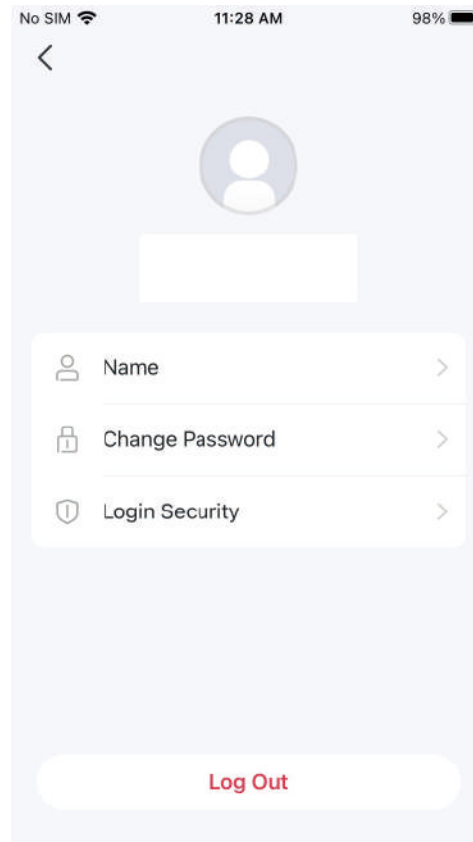 No SIM 11:28 AM 98%
Name
Change Password
Login Security
Log Out